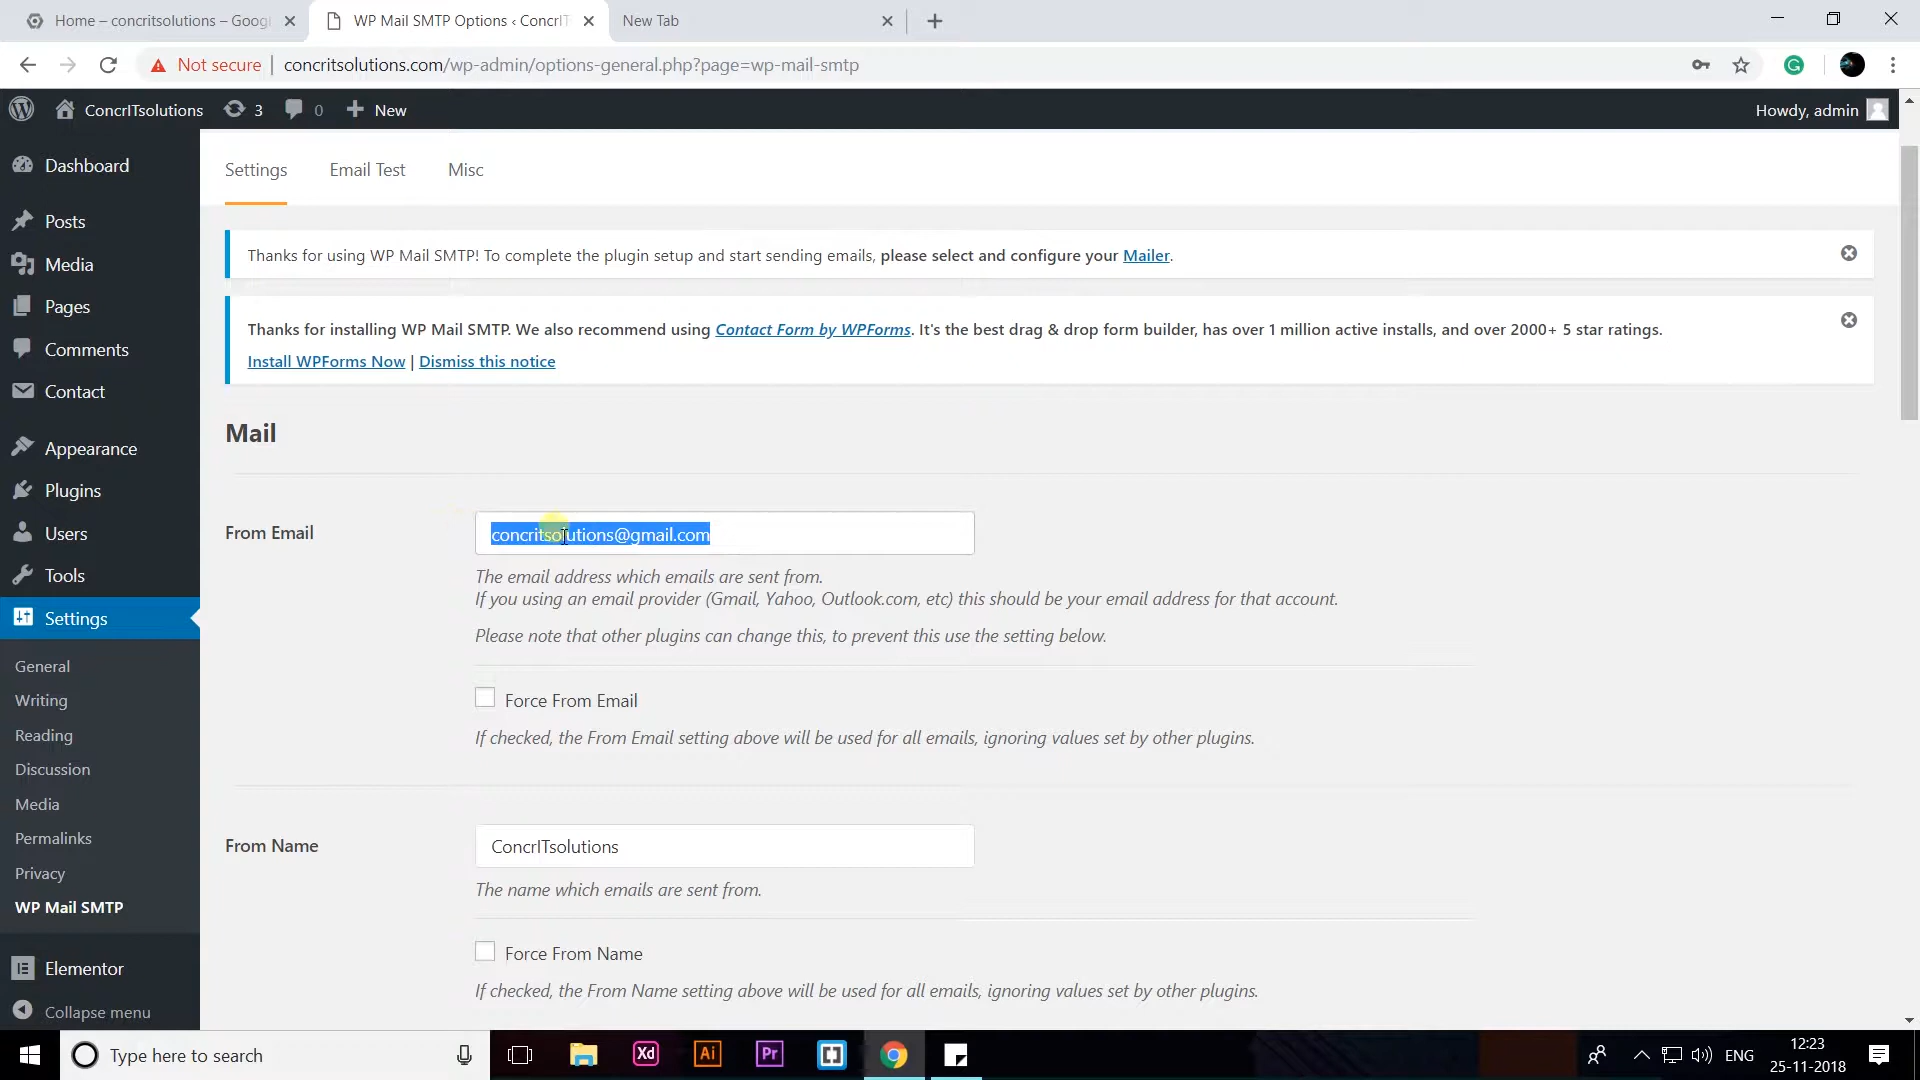 Home – concritsolutions – Googl
WP Mail SMTP Options ‹ ConcrIT
New Tab
Not secure
concritsolutions.com/wp-admin/options-general.php?page=wp-mail-smtp
ConcrITsolutions
3
0
New
Howdy, admin
Dashboard
Posts
Media
Pages
Comments
Contact
Appearance
Plugins
Users
Tools
Settings
General
Writing
Reading
Discussion
Media
Permalinks
Privacy
WP Mail SMTP
Elementor
Collapse menu
Settings
Email Test
Misc
Thanks for using WP Mail SMTP! To complete the plugin setup and start sending emails, please select and configure your Mailer.
Thanks for installing WP Mail SMTP. We also recommend using Contact Form by WPForms. It's the best drag & drop form builder, has over 1 million active installs, and over 2000+ 5 star ratings.
Install WPForms Now | Dismiss this notice
Mail
From Email
concritsolutions@gmail.com
The email address which emails are sent from.
If you using an email provider (Gmail, Yahoo, Outlook.com, etc) this should be your email address for that account.
Please note that other plugins can change this, to prevent this use the setting below.
Force From Email
If checked, the From Email setting above will be used for all emails, ignoring values set by other plugins.
From Name
ConcrITsolutions
The name which emails are sent from.
Force From Name
If checked, the From Name setting above will be used for all emails, ignoring values set by other plugins.
Type here to search
Xd
Ai
Pr
ENG
12:23
25-11-2018